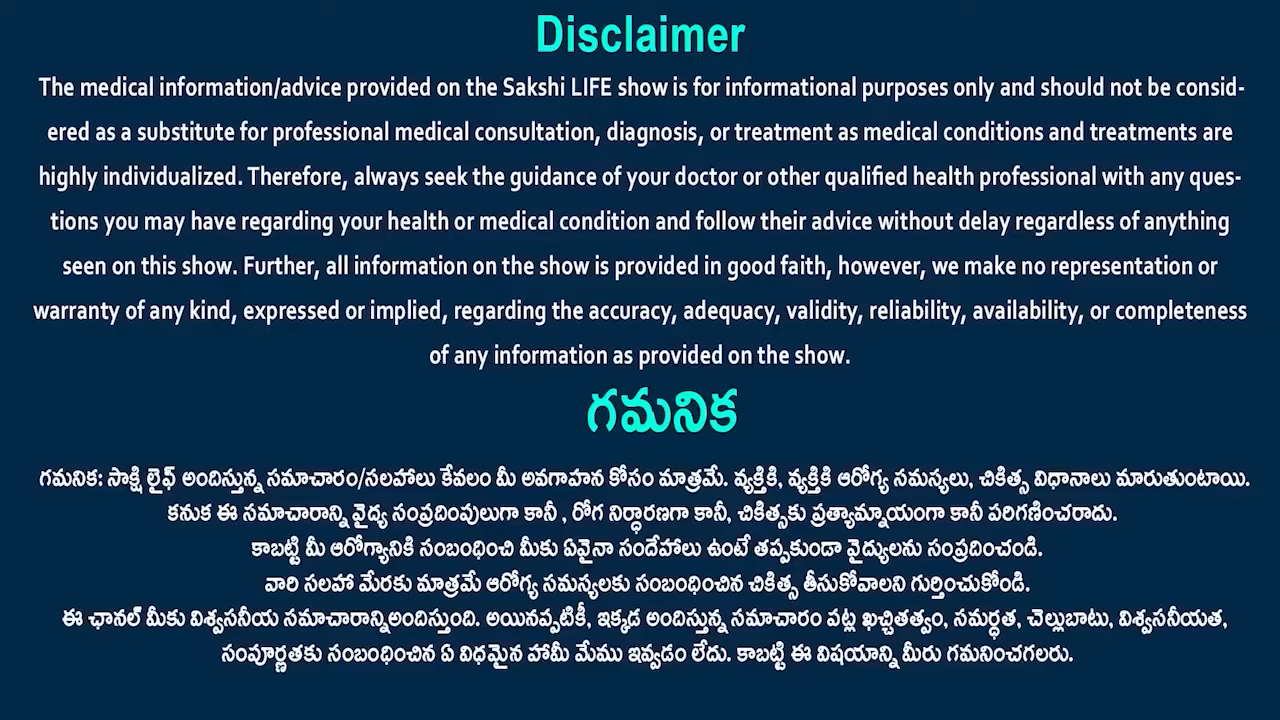 Disclaimer
The medical information/advice provided on the Sakshi LIFE show is for informational purposes only and should not be consid-
ered as a substitute for professional medical consultation, diagnosis, or treatment as medical conditions and treatments are
highly individualized. Therefore, always seek the guidance of your doctor or other qualified health professional with any ques-
tions you may have regarding your health or medical condition and follow their advice without delay regardless of anything
seen on this show. Further, all information on the show is provided in good faith, however, we make no representation or
warranty of any kind, expressed or implied, regarding the accuracy, adequacy, validity, reliability, availability, or completeness
of any information as provided on the show.
గమనిక
గమనిక: సాక్షి లైఫ్ అందిస్తున్న సమాచారం/సలహాలు కేవలం మీ అవగాహన కోసం మాత్రమే. వ్యక్తికి, వ్యక్తికి ఆరోగ్య సమస్యలు, చికిత్స విధానాలు మారుతుంటాయి.
కనుక ఈ సమాచారాన్ని వైద్య సంప్రదింపులుగా కానీ , రోగ నిర్ధారణగా కానీ, చికిత్సకు ప్రత్యామ్నాయంగా కానీ పరిగణించరాదు.
కాబట్టి మీ ఆరోగ్యానికి సంబంధించి మీకు ఏవైనా సందేహాలు ఉంటే తప్పకుండా వైద్యులను సంప్రదించండి.
వారి సలహా మేరకు మాత్రమే ఆరోగ్య సమస్యలకు సంబంధించిన చికిత్స తీసుకోవాలని గుర్తించుకోండి.
ఈ ఛానల్ మీకు విశ్వసనీయ సమాచారాన్నిఅందిస్తుంది. అయినప్పటికీ, ఇక్కడ అందిస్తున్న సమాచారం పట్ల ఖచ్చితత్వం, సమర్ధత, చెల్లుబాటు, విశ్వసనీయత,
సంపూర్ణతకు సంబంధించిన ఏ విధమైన హామీ మేము ఇవ్వడం లేదు. కాబట్టి ఈ విషయాన్ని మీరు గమనించగలరు.